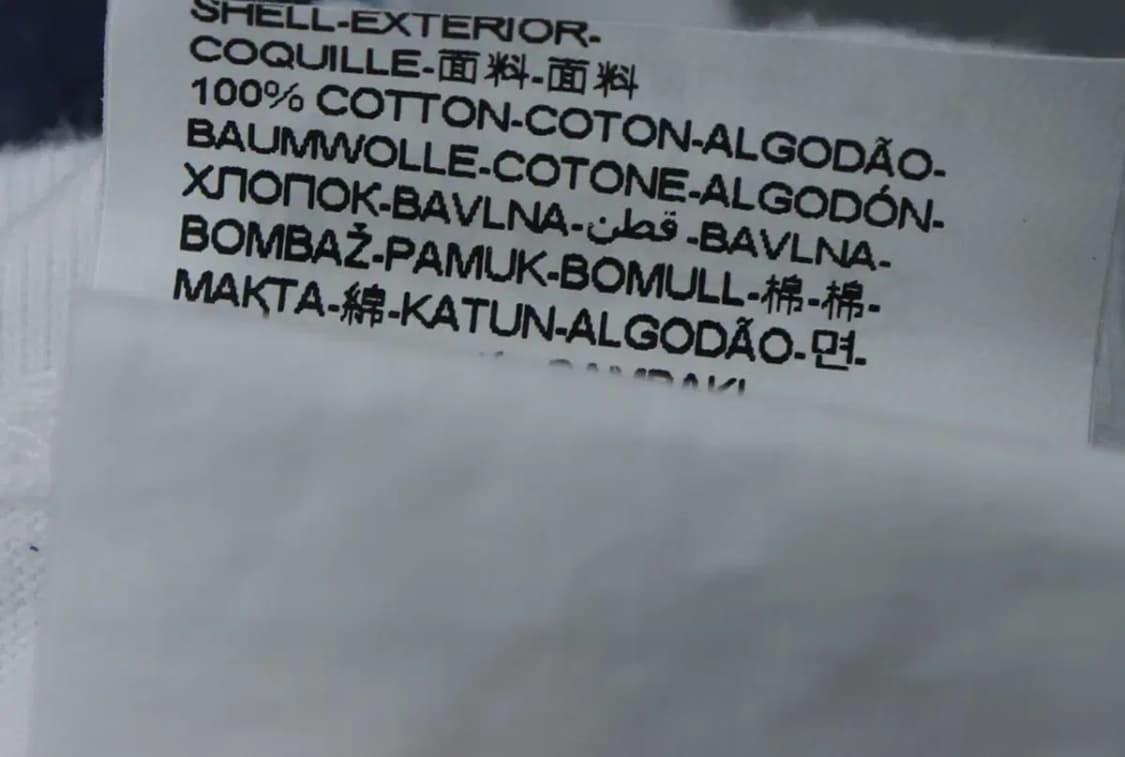 SHELL-EXTERIOR-
COQUILLE-面料-面料
100% COTTON-COTON-ALGODÃO-
BAUMWOLLE-COTONE-ALGODÓN-
ХЛОПОК-BAVLNA-قطن-BAVLNA-
BOMBAŽ-PAMUK-BOMULL-棉-棉-
МАҚТА-綿-KATUN-ALGODÃO-면-